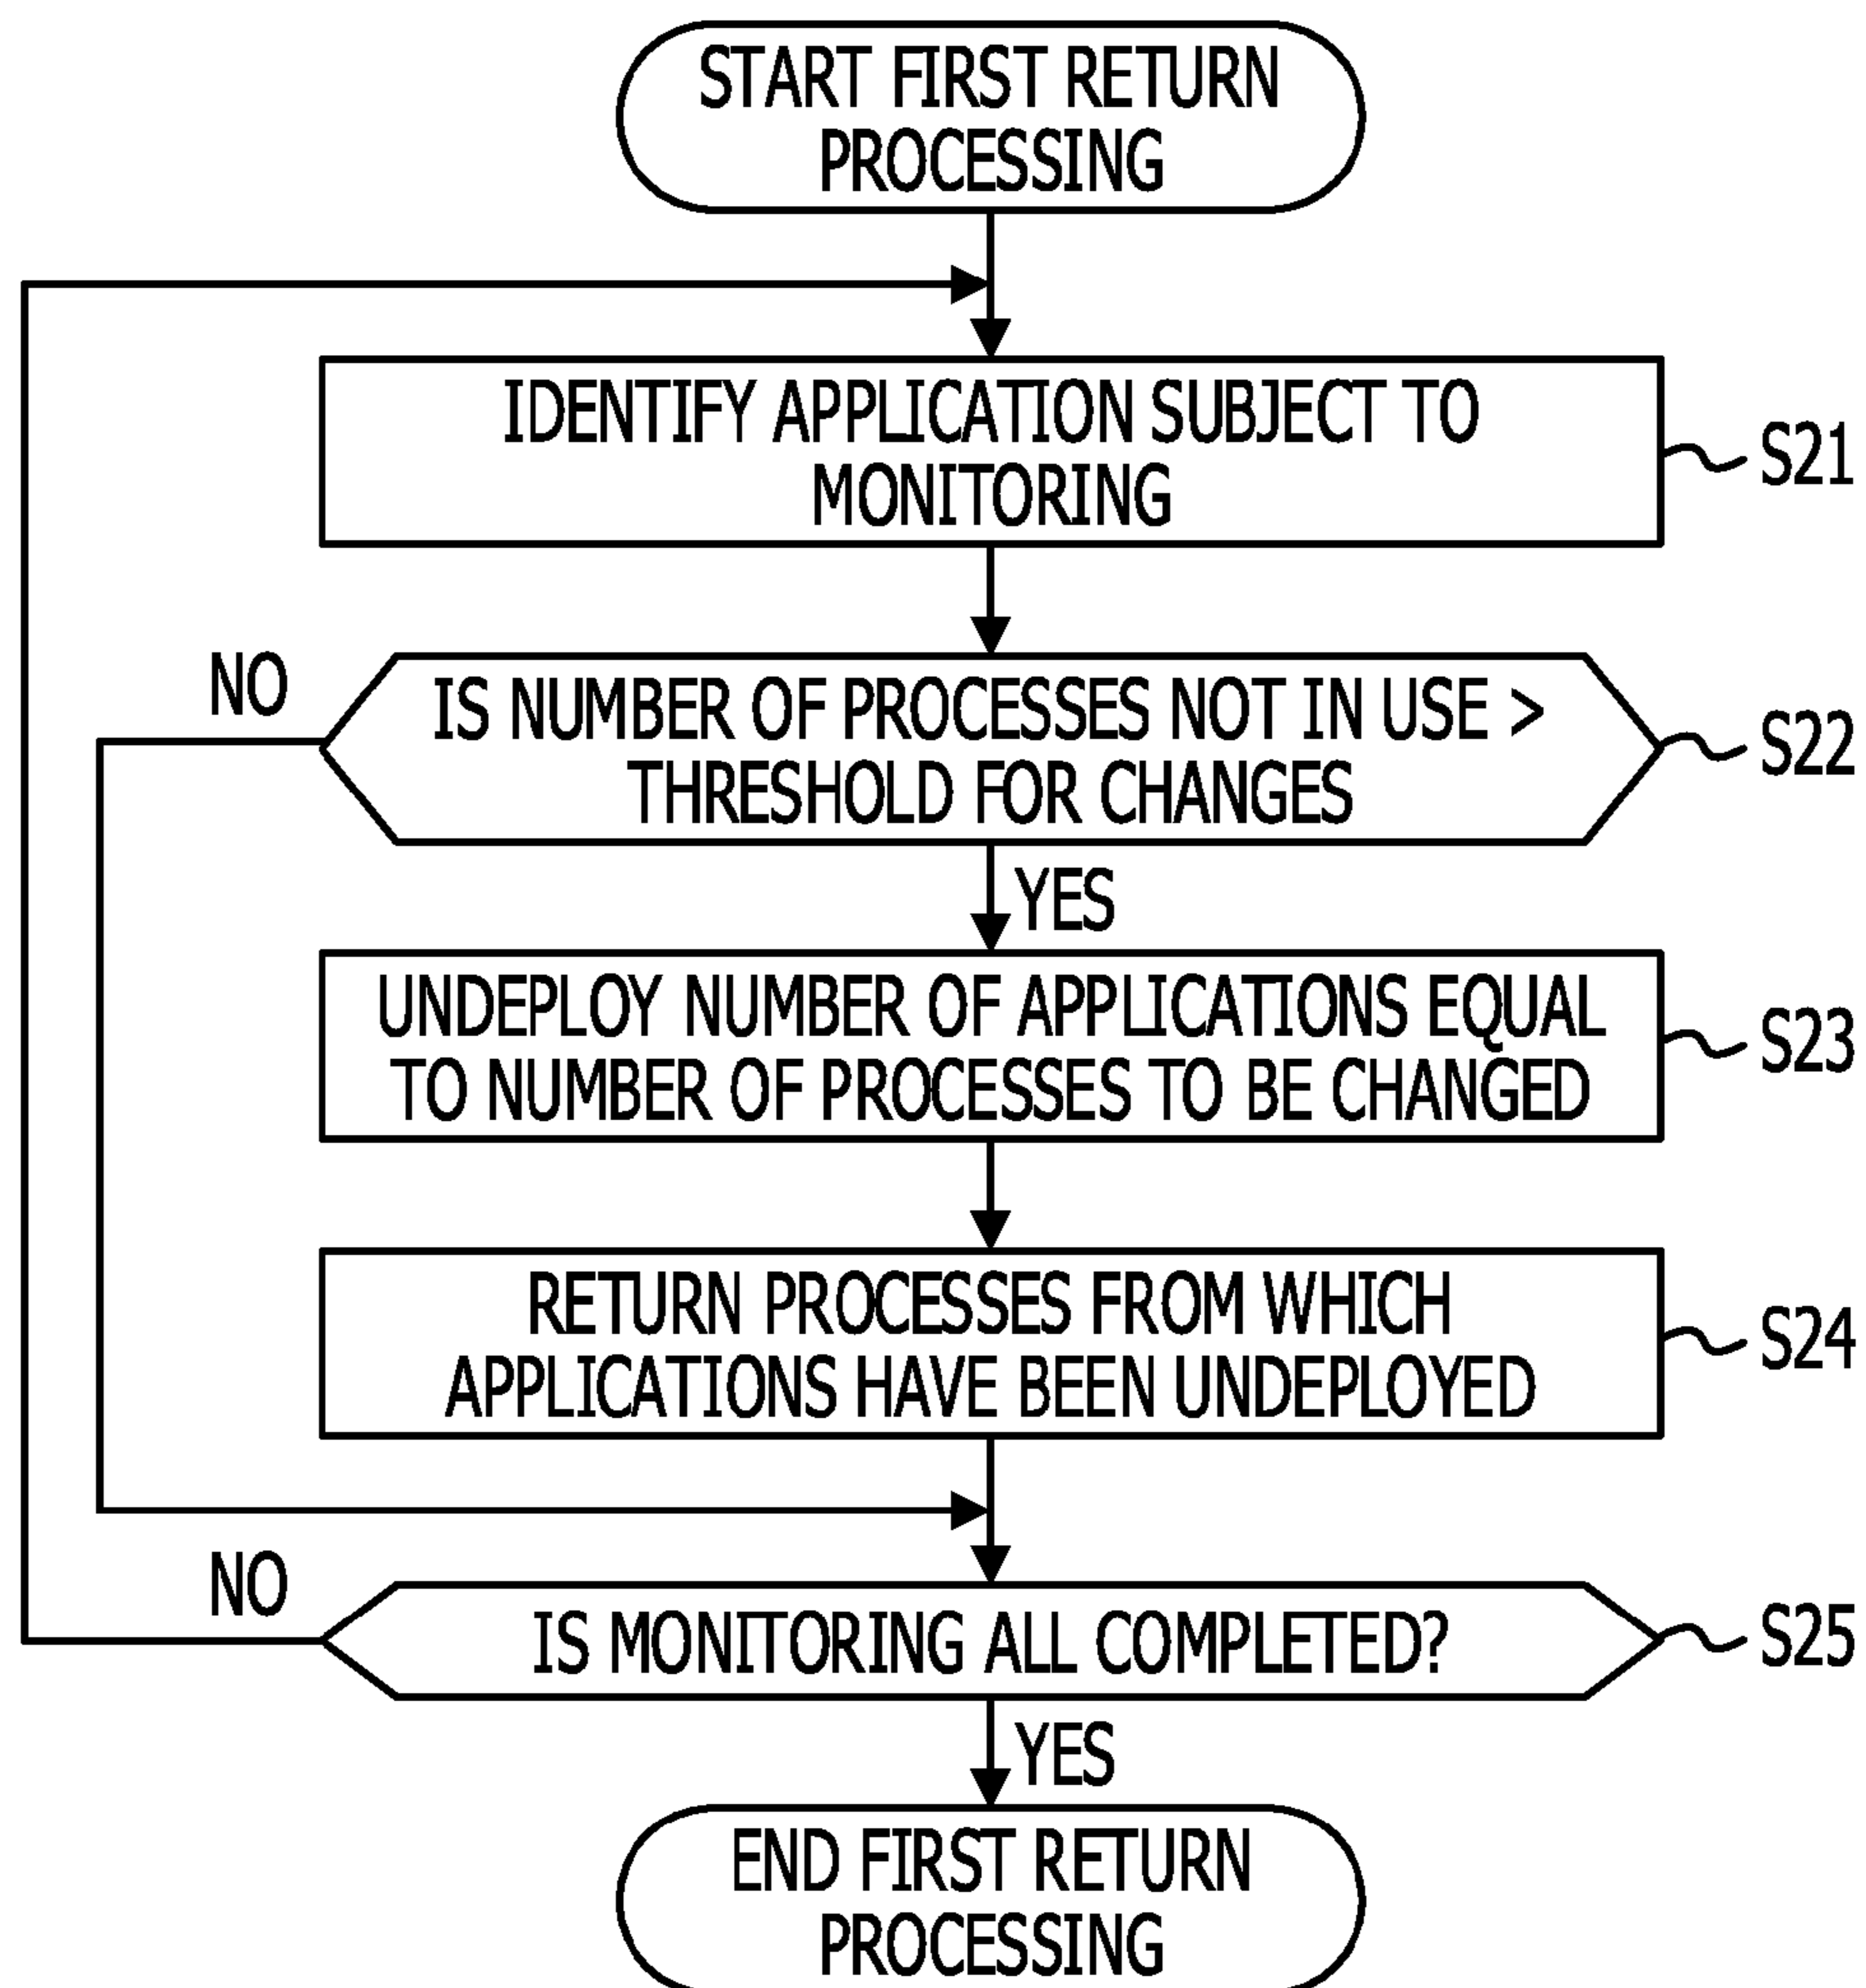 START FIRST RETURN
PROCESSING
IDENTIFY APPLICATION SUBJECT TO
MONITORING
S21
NO
IS NUMBER OF PROCESSES NOT IN USE >
THRESHOLD FOR CHANGES
S22
YES
UNDEPLOY NUMBER OF APPLICATIONS EQUAL
TO NUMBER OF PROCESSES TO BE CHANGED
S23
RETURN PROCESSES FROM WHICH
APPLICATIONS HAVE BEEN UNDEPLOYED
S24
NO
IS MONITORING ALL COMPLETED?
S25
YES
END FIRST RETURN
PROCESSING